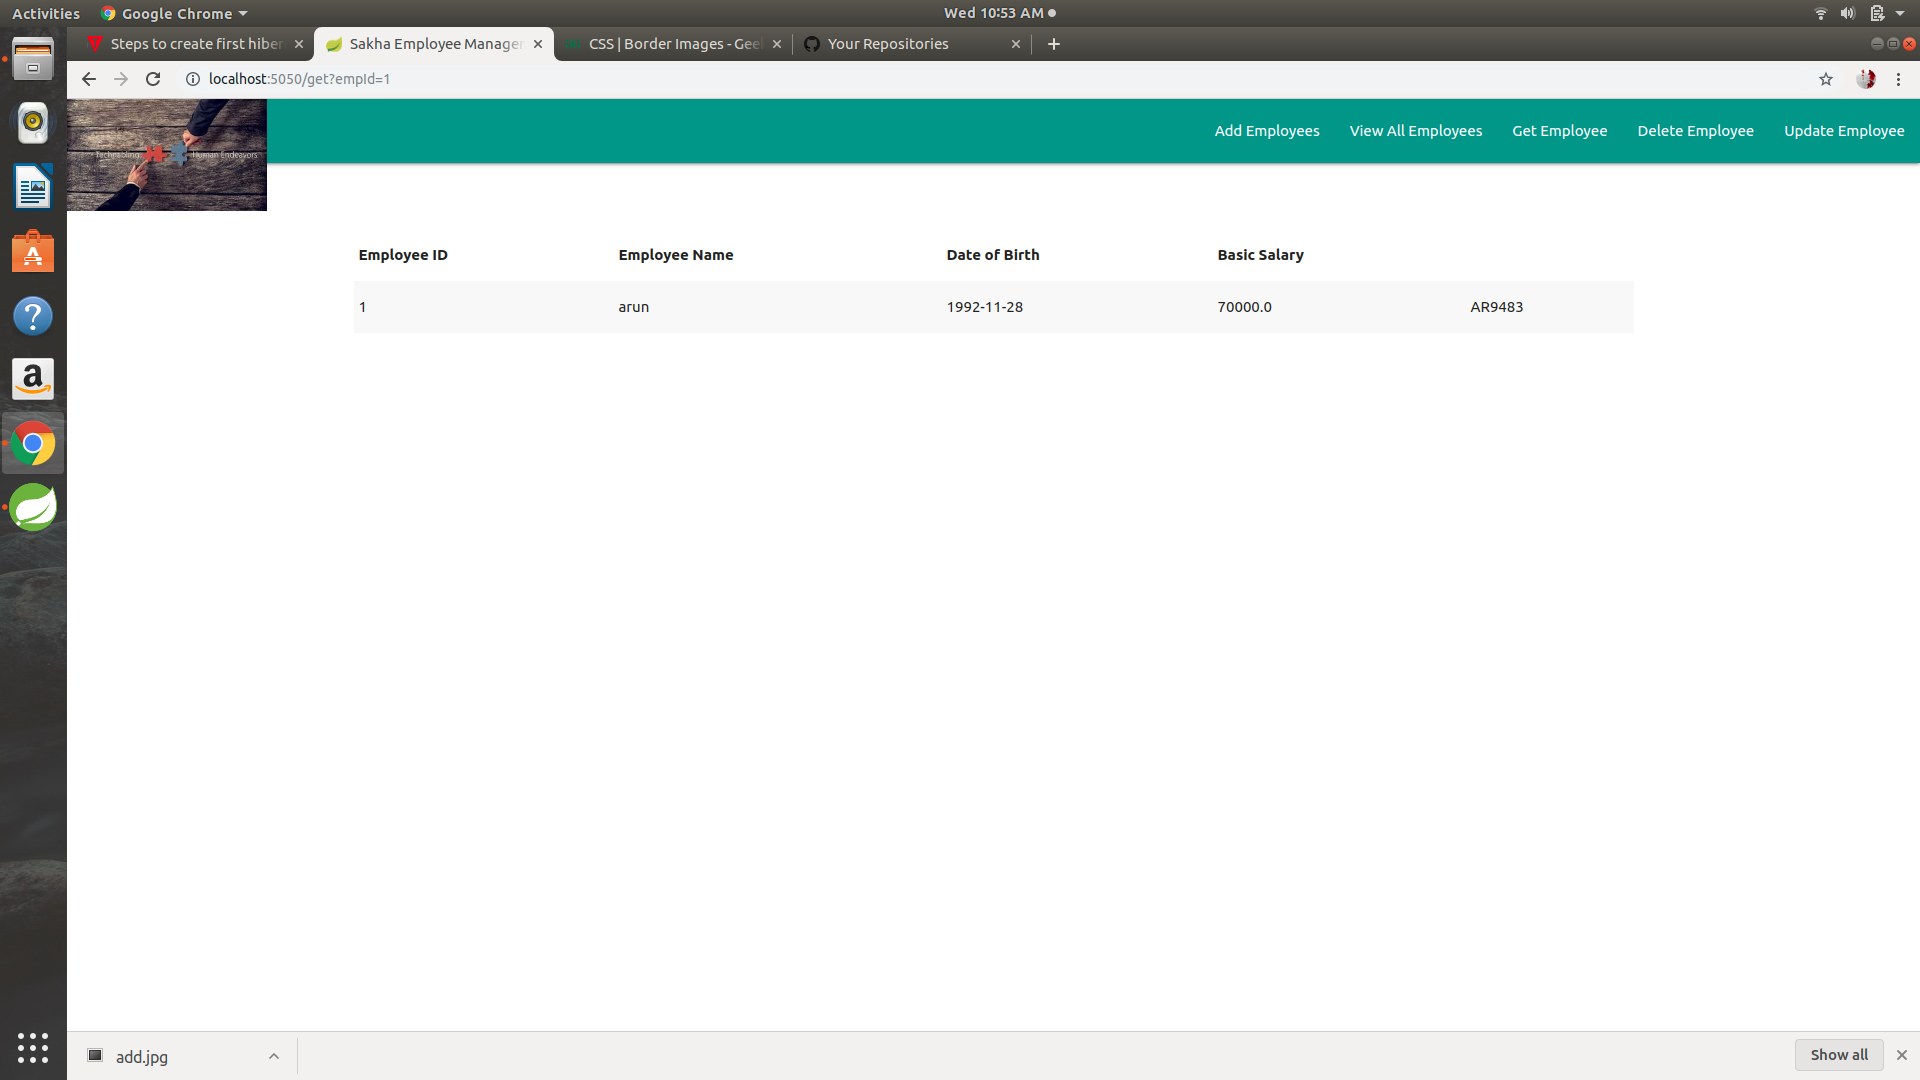 Activities
Google Chrome
Wed 10:53 AM
Steps to create first hiber
Sakha Employee Manager
CSS | Border Images - Geel
Your Repositories
localhost:5050/get?empId=1
Technobling Human Endeavors
Add Employees
View All Employees
Get Employee
Delete Employee
Update Employee
Employee ID
Employee Name
Date of Birth
Basic Salary
1
arun
1992-11-28
70000.0
AR9483
add.jpg
Show all